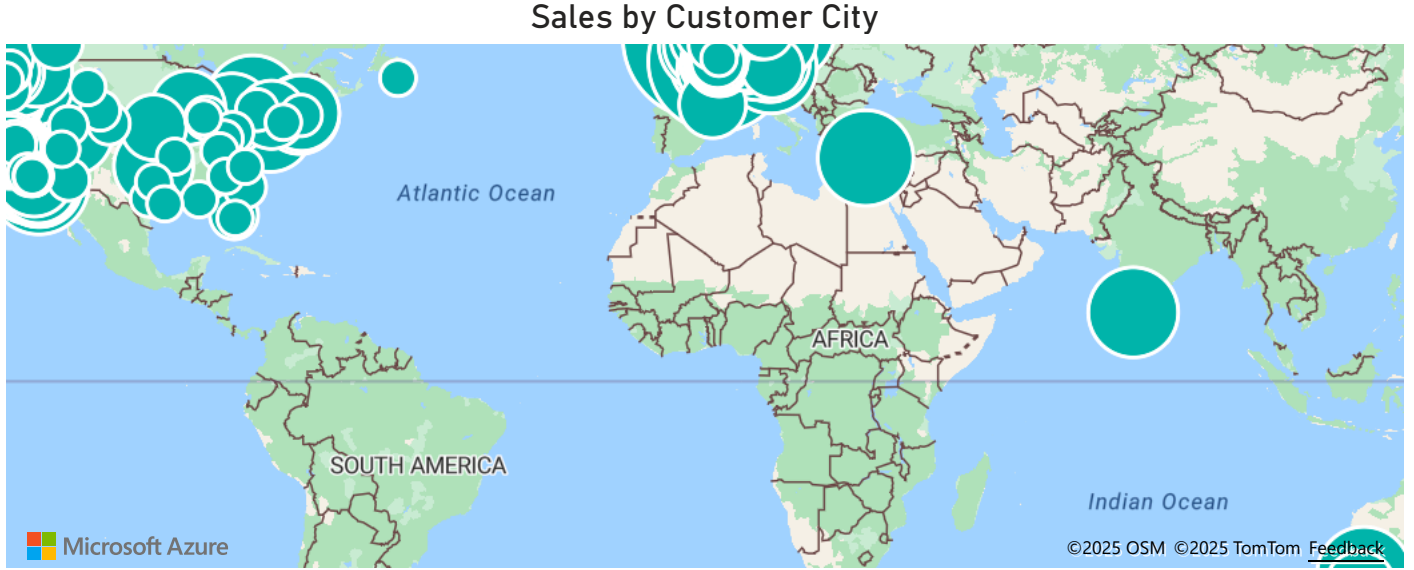 Sales by Customer City
Atlantic Ocean
AFRICA
SOUTH AMERICA
Indian Ocean
Microsoft Azure
©2025 OSM ©2025 TomTom Feedback